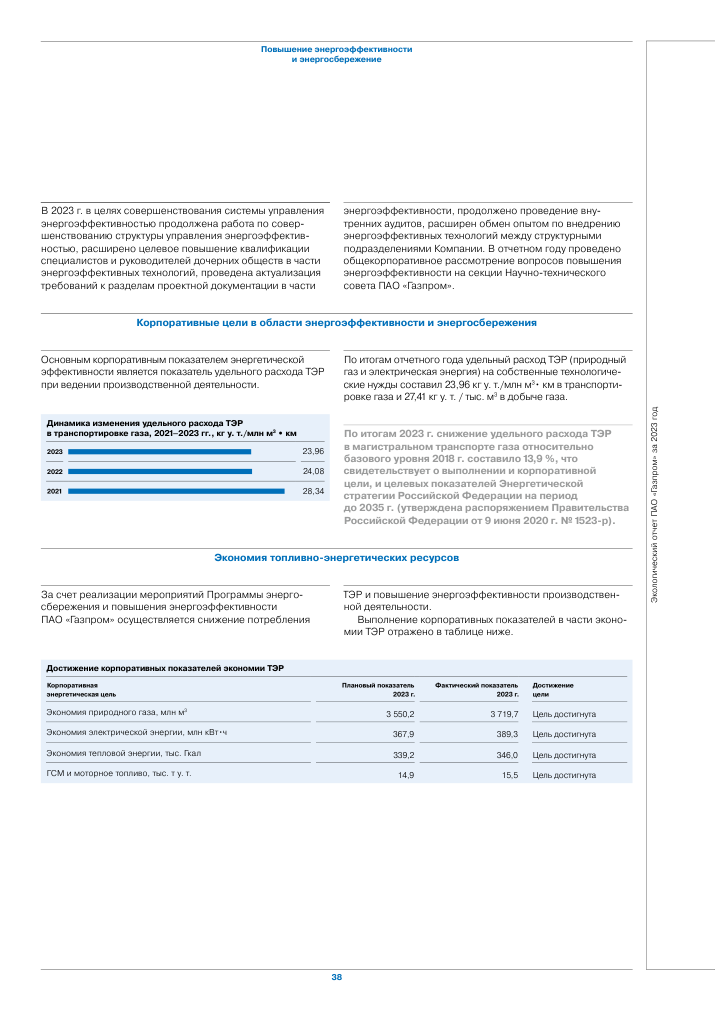 Повышение энергоэффективности
и энергосбережение
В 2023 г. в целях совершенствования системы управления
энергоэффективностью продолжена работа по совер-
шенствованию структуры управления энергоэффектив-
ностью, расширено целевое повышение квалификации
специалистов и руководителей дочерних обществ в части
энергоэффективных технологий, проведена актуализация
требований к разделам проектной документации в части
энергоэффективности, продолжено проведение вну-
тренних аудитов, расширен обмен опытом по внедрению
энергоэффективных технологий между структурными
подразделениями Компании. В отчетном году проведено
общекорпоративное рассмотрение вопросов повышения
энергоэффективности на секции Научно-технического
совета ПАО «Газпром».
Корпоративные цели в области энергоэффективности и энергосбережения
Основным корпоративным показателем энергетической
эффективности является показатель удельного расхода ТЭР
при ведении производственной деятельности.
По итогам отчетного года удельный расход ТЭР (природный
газ и электрическая энергия) на собственные технологиче-
ские нужды составил 23,96 кг у. т./млн м³• км в транспорти-
ровке газа и 27,41 кг у. т. / тыс. м³ в добыче газа.
Динамика изменения удельного расхода ТЭР
в транспортировке газа, 2021–2023 гг., кг у. т./млн м³ • км
2023 23,96
2022 24,08
2021 28,34
По итогам 2023 г. снижение удельного расхода ТЭР
в магистральном транспорте газа относительно
базового уровня 2018 г. составило 13,9 %, что
свидетельствует о выполнении и корпоративной
цели, и целевых показателей Энергетической
стратегии Российской Федерации на период
до 2035 г. (утверждена распоряжением Правительства
Российской Федерации от 9 июня 2020 г. № 1523-р).
Экономия топливно-энергетических ресурсов
За счет реализации мероприятий Программы энерго-
сбережения и повышения энергоэффективности
ПАО «Газпром» осуществляется снижение потребления
ТЭР и повышение энергоэффективности производствен-
ной деятельности.
Выполнение корпоративных показателей в части эконо-
мии ТЭР отражено в таблице ниже.
Достижение корпоративных показателей экономии ТЭР
Корпоративная энергетическая цель Плановый показатель 2023 г. Фактический показатель 2023 г. Достижение цели
Экономия природного газа, млн м³ 3 550,2 3 719,7 Цель достигнута
Экономия электрической энергии, млн кВт•ч 367,9 389,3 Цель достигнута
Экономия тепловой энергии, тыс. Гкал 339,2 346,0 Цель достигнута
ГСМ и моторное топливо, тыс. т у. т. 14,9 15,5 Цель достигнута
Экологический отчет ПАО «Газпром» за 2023 год
38